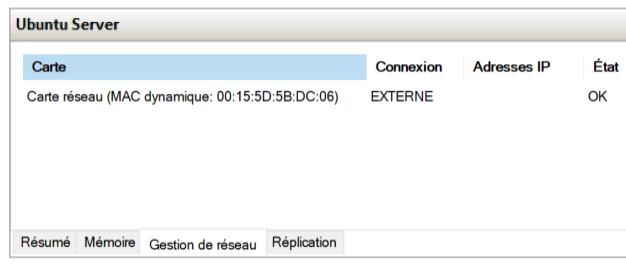 Ubuntu Server
Carte Connexion Adresses IP État
Carte réseau (MAC dynamique: 00:15:5D:5B:DC:06) EXTERNE OK
Résumé Mémoire Gestion de réseau Réplication